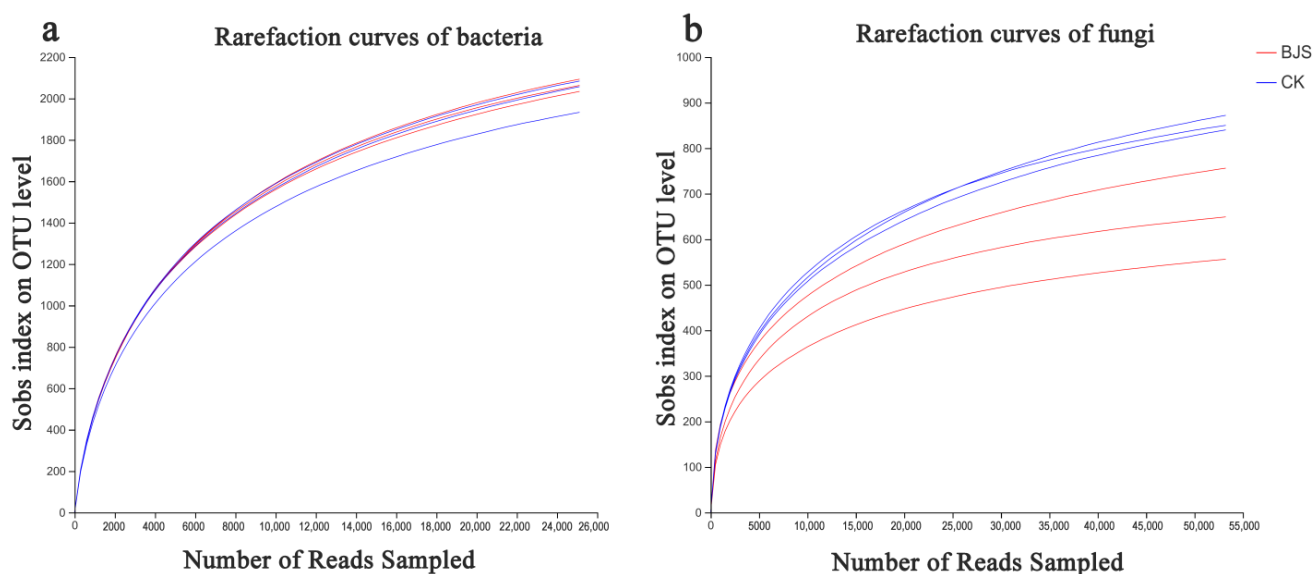 a
Rarefaction curves of bacteria
Sobs index on OTU level
2200
2000
1800
1600
1400
1200
1000
800
600
400
200
0
0 2000 4000 6000 8000 10,000 12,000 14,000 16,000 18,000 20,000 22,000 24,000 26,000
Number of Reads Sampled
b
Rarefaction curves of fungi
BJS
CK
Sobs index on OTU level
1000
900
800
700
600
500
400
300
200
100
0
0 5000 10,000 15,000 20,000 25,000 30,000 35,000 40,000 45,000 50,000 55,000
Number of Reads Sampled